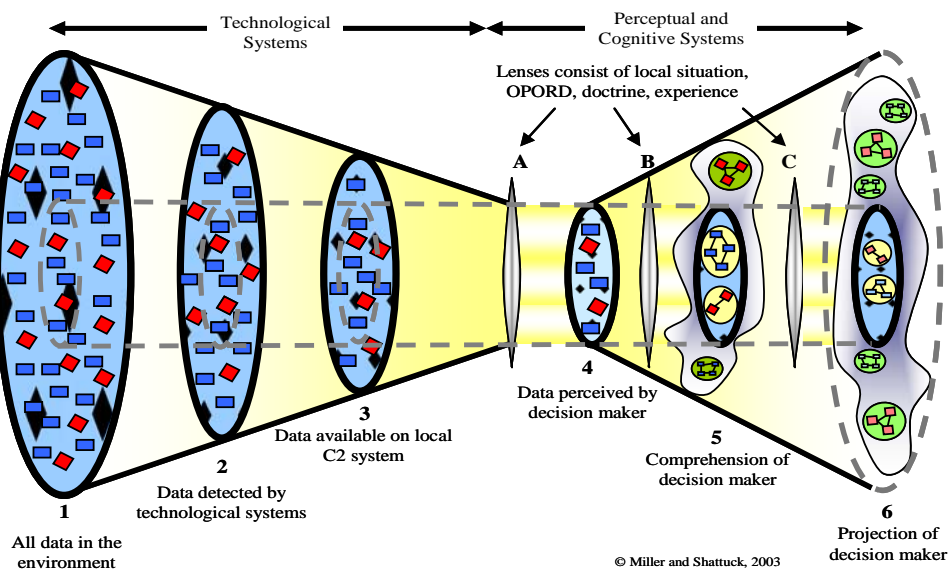 Technological
Systems
Perceptual and
Cognitive Systems
Lenses consist of local situation,
OPORD, doctrine, experience
A
B
C
1
All data in the
environment
2
Data detected by
technological systems
3
Data available on local
C2 system
4
Data perceived by
decision maker
5
Comprehension of
decision maker
6
Projection of
decision maker
© Miller and Shattuck, 2003